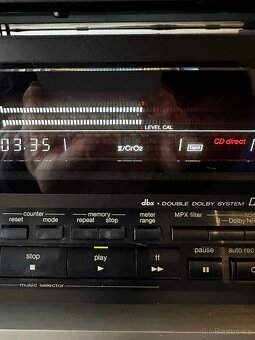 LEVEL CAL
03.35
II/CrO2
tape
CD direct
dbx • DOUBLE DOLBY SYSTEM
counter
memory
meter
range
MPX filter
reset
mode
repeat
stop
Dolby NR
stop
play
pause
auto rec
music selector